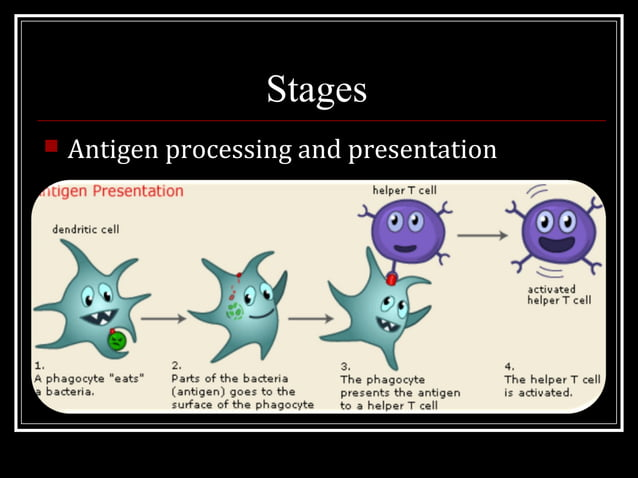 Stages
Antigen processing and presentation
ntigen Presentation
dendritic cell
helper T cell
activated
helper T cell
1.
A phagocyte "eats"
a bacteria.
2.
Parts of the bacteria
(antigen) goes to the
surface of the phagocyte
3.
The phagocyte
presents the antigen
to a helper T cell
4.
The helper T cell
is activated.